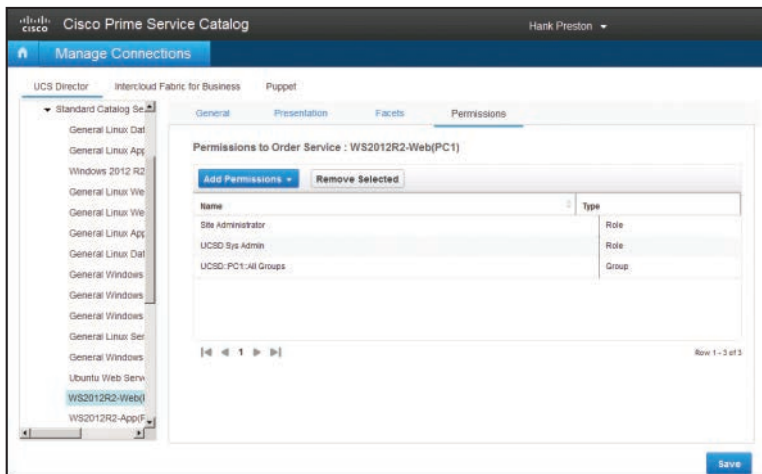 CISCO
Cisco Prime Service Catalog
Hank Preston
Manage Connections
UCS Director
Intercloud Fabric for Business
Puppet
Standard Catalog Se
General Linux Dat
General Linux App
Windows 2012 R2
General Linux We
General Linux We
General Linux App
General Linux Dat
General Windows
General Windows
General Windows
General Linux Ser
General Windows
Ubuntu Web Serv
WS2012R2-Web(
WS2012R2-App(F
General
Presentation
Facets
Permissions
Permissions to Order Service : WS2012R2-Web(PC1)
Add Permissions
Remove Selected
Name
Type
Site Administrator
Role
UCSD Sys Admin
Role
UCSD::PC1::All Groups
Group
1
Row 1 - 3 of 3
Save